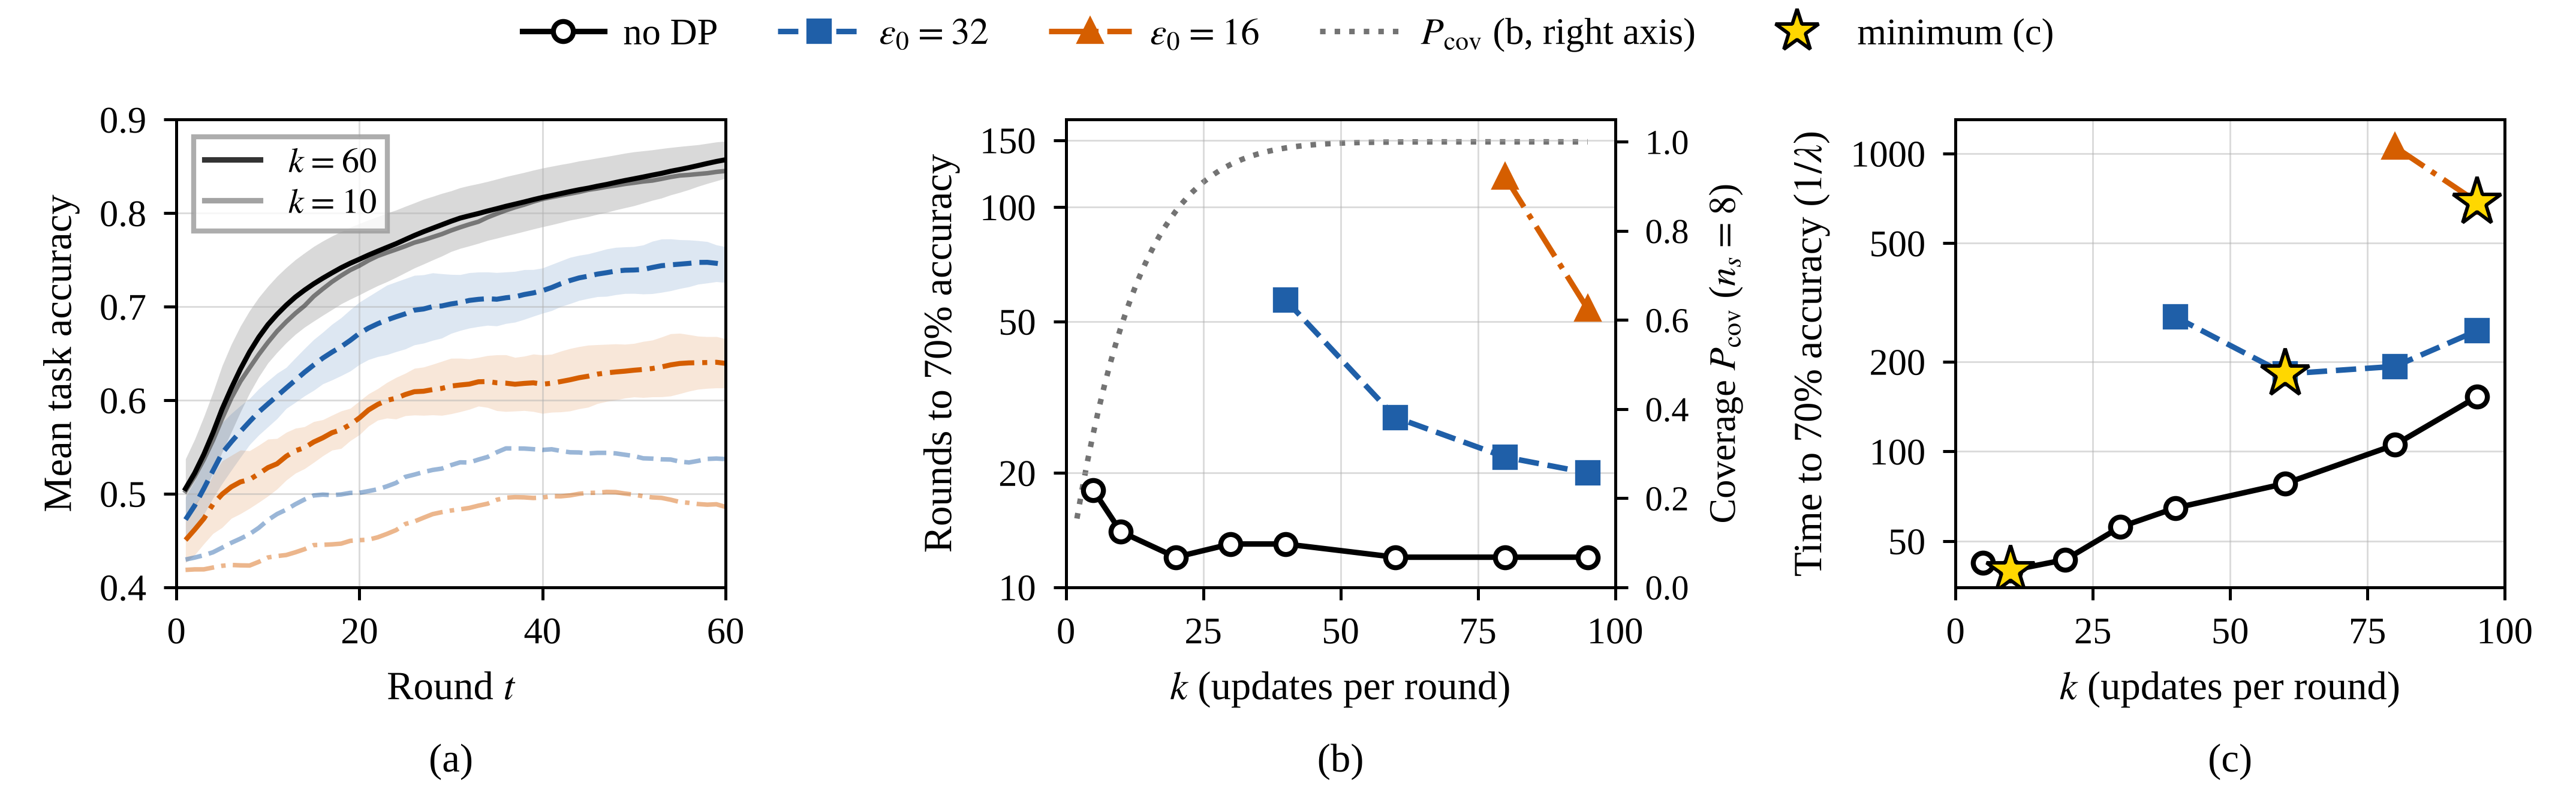 no DP
ε₀ = 32
ε₀ = 16
P_cov (b, right axis)
minimum (c)
Mean task accuracy
0.9
0.8
0.7
0.6
0.5
0.4
k = 60
k = 10
0 20 40 60
Round t
(a)
Rounds to 70% accuracy
150
100
50
20
10
1.0
0.8
0.6
0.4
0.2
0.0
Coverage P_cov (n_s = 8)
0 25 50 75 100
k (updates per round)
(b)
Time to 70% accuracy (1/λ)
1000
500
200
100
50
0 25 50 75 100
k (updates per round)
(c)